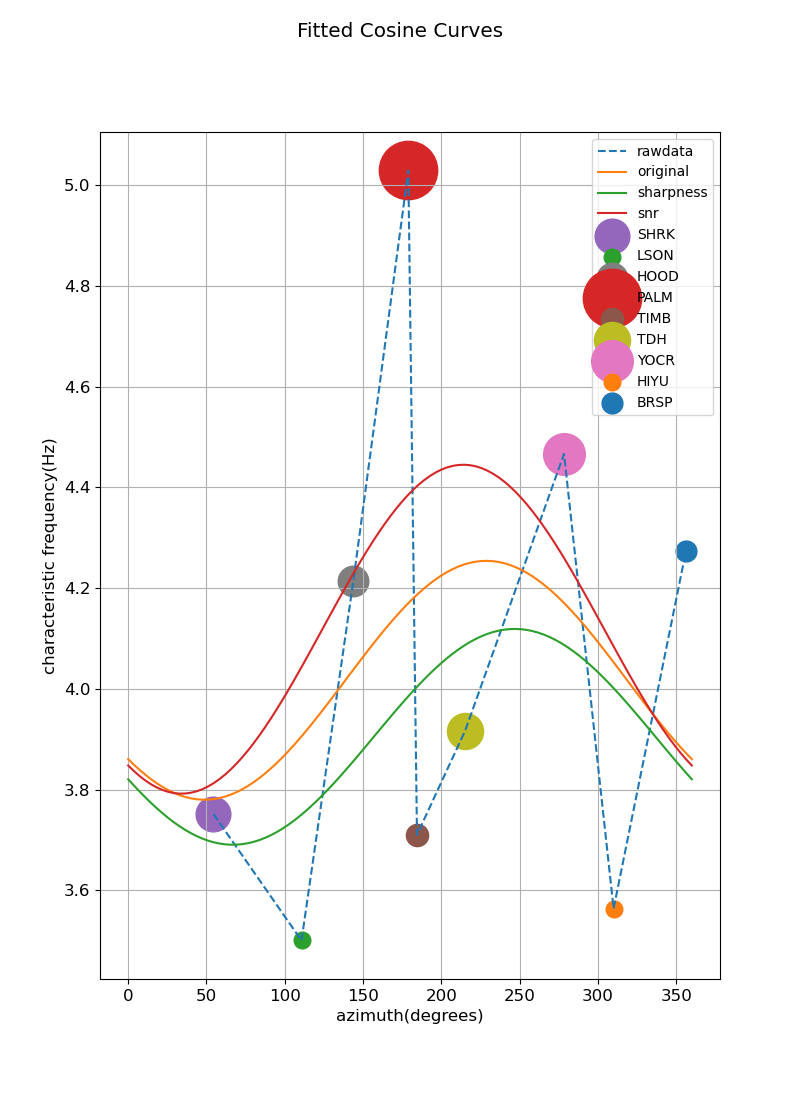 Fitted Cosine Curves
rawdata
original
sharpness
snr
SHRK
LSON
HOOD
PALM
TIMB
TDH
YOCR
HIYU
BRSP
characteristic frequency(Hz)
5.0
4.8
4.6
4.4
4.2
4.0
3.8
3.6
0 50 100 150 200 250 300 350
azimuth(degrees)